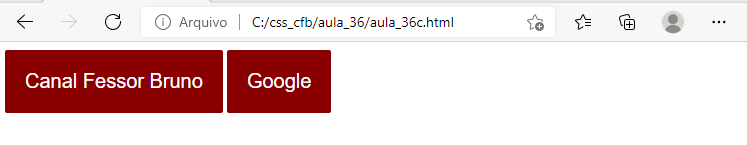 Arquivo C:/css_cfb/aula_36/aula_36c.html
Canal Fessor Bruno Google